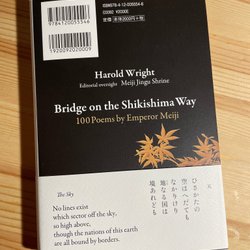 9784120055546
ISBN978-4-12-005554-6
C0092 ¥2000E
定価 本体2000円+税
1920092020009
Harold Wright
Editorial oversight Meiji Jingu Shrine
Bridge on the Shikishima Way
100 Poems by Emperor Meiji
天
ひさかたの
空はへだても
なかりけり
地なる国は
境あれども
The Sky
No lines exist
which sector off the sky,
so high above,
though the nations of this earth
are all bound by borders.